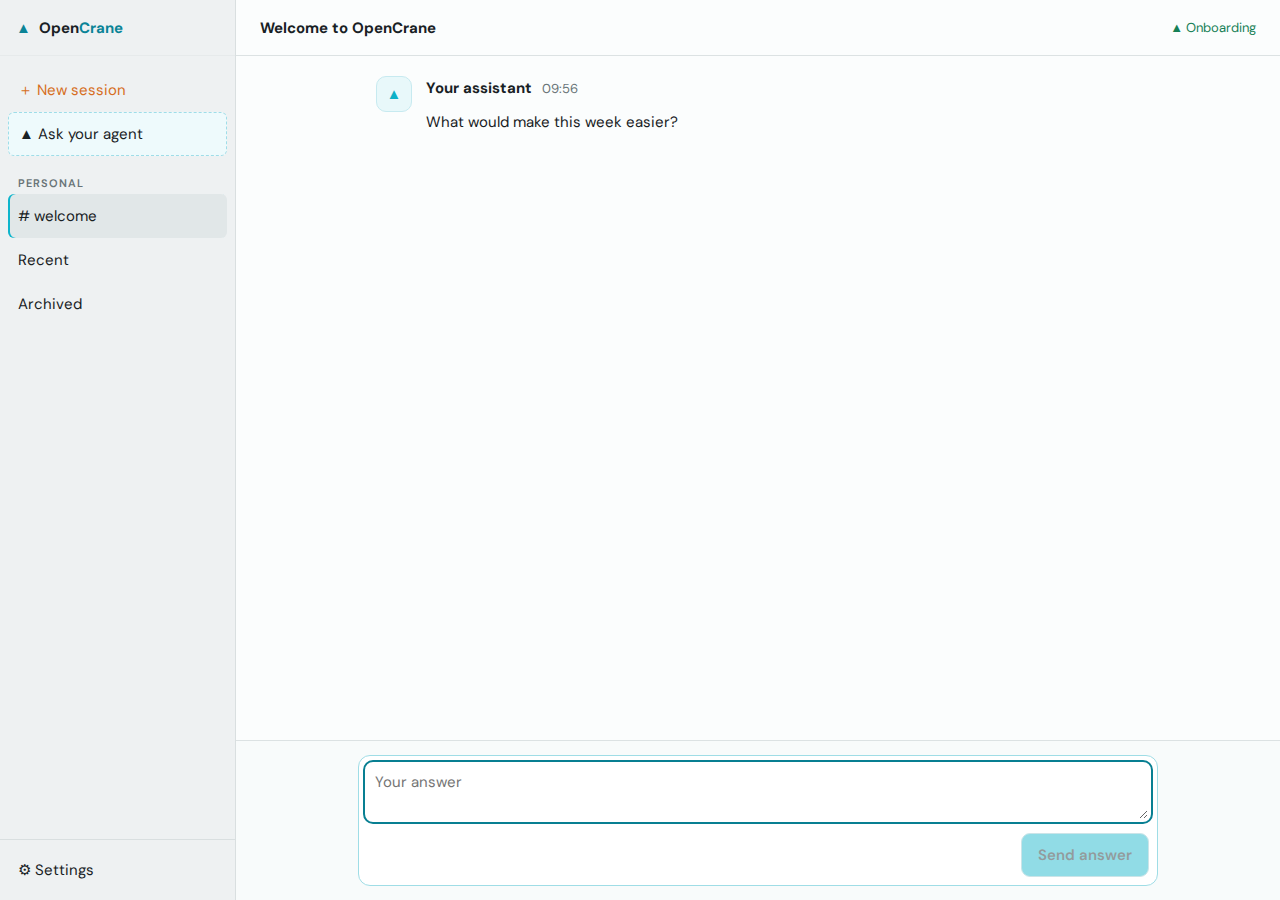 ▲ OpenCrane
+ New session
▲ Ask your agent
PERSONAL
# welcome
Recent
Archived
⚙ Settings
Welcome to OpenCrane
▲ Onboarding
▲
Your assistant 09:56
What would make this week easier?
Your answer
Send answer